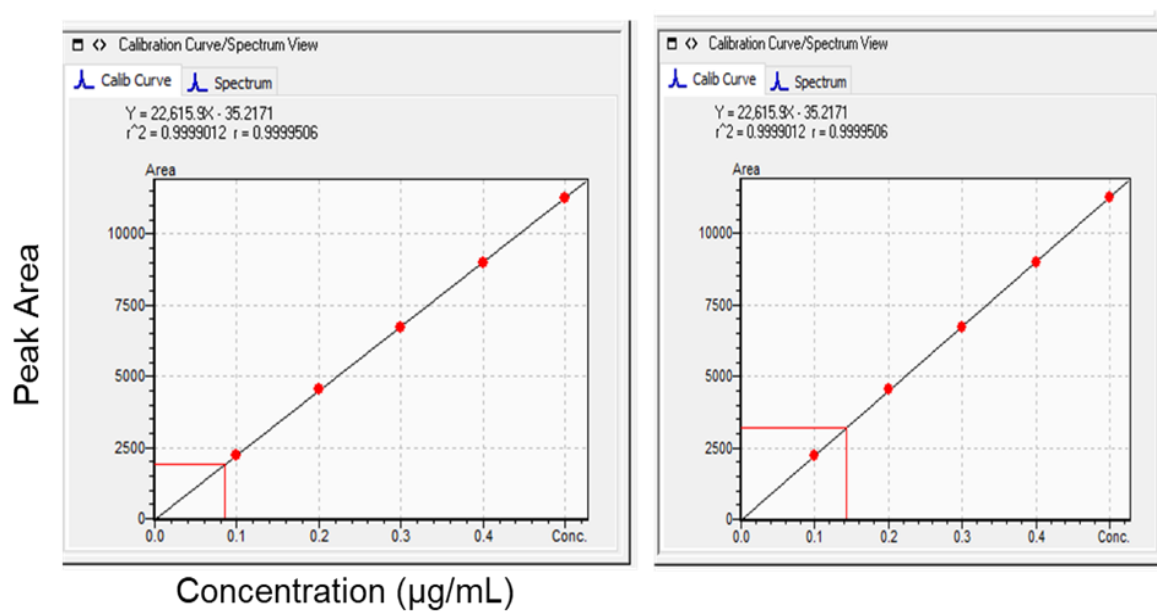 Calibration Curve/Spectrum View
Calib Curve Spectrum
Y = 22,615.9X - 35.2171
r^2 = 0.9999012 r = 0.9999506
Area
10000
7500
5000
2500
0
0.0 0.1 0.2 0.3 0.4 Conc.
Calibration Curve/Spectrum View
Calib Curve Spectrum
Y = 22,615.9X - 35.2171
r^2 = 0.9999012 r = 0.9999506
Area
10000
7500
5000
2500
0
0.0 0.1 0.2 0.3 0.4 Conc.
Peak Area
Concentration (µg/mL)